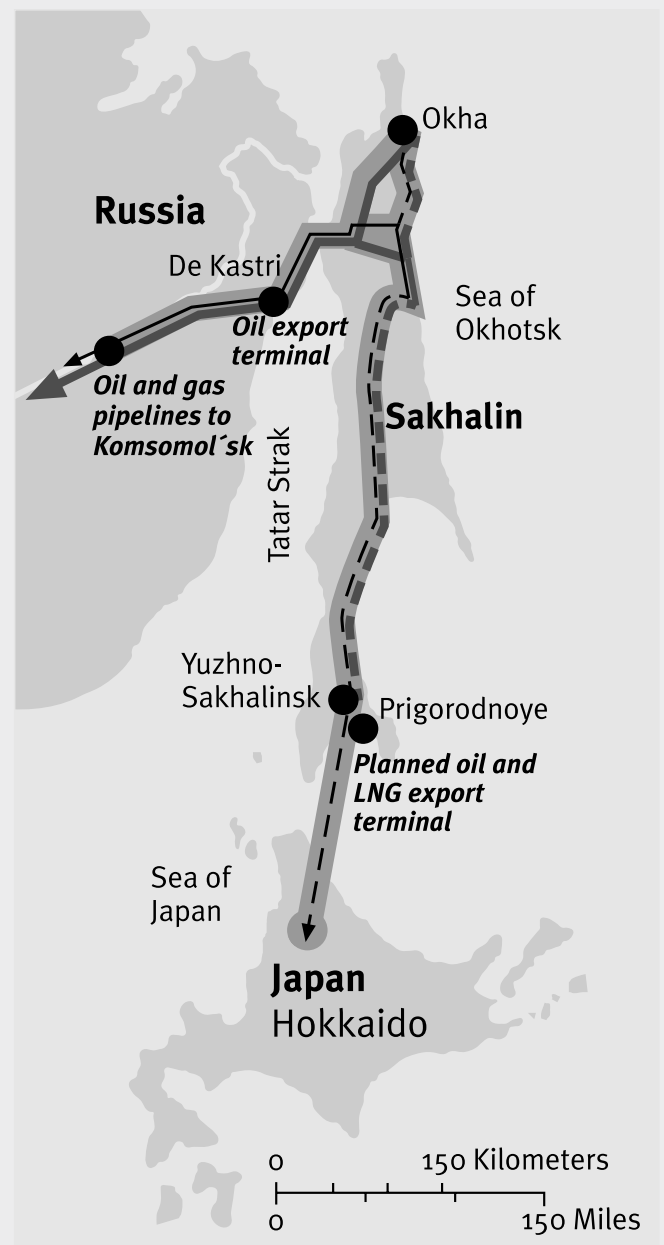 Okha
Russia
De Kastri
Sea of
Okhotsk
Oil export
terminal
Oil and gas
pipelines to
Komsomol´sk
Sakhalin
Tatar Strak
Yuzhno-
Sakhalinsk
Prigorodnoye
Planned oil and
LNG export
terminal
Sea of
Japan
Japan
Hokkaido
0 150 Kilometers
0 150 Miles